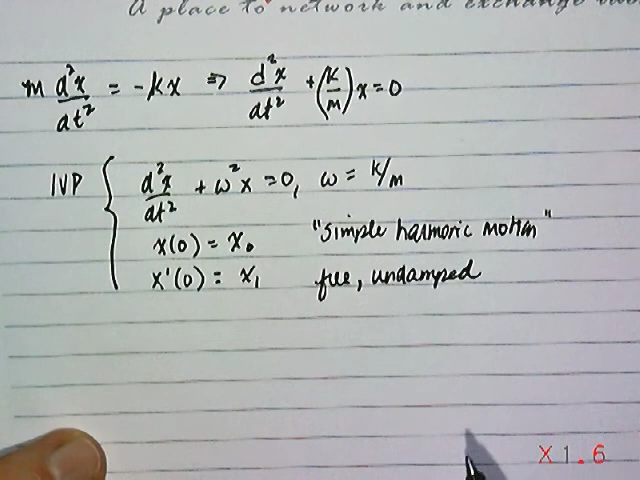 A place to network and exchange
m d²x/dt² = -kx ⇒ d²x/dt² + (k/m)x = 0
IVP { d²x/dt² + ω²x = 0, ω = k/m
x(0) = x₀ "simple harmonic motion"
x'(0) = x₁ free, undamped
X1.6